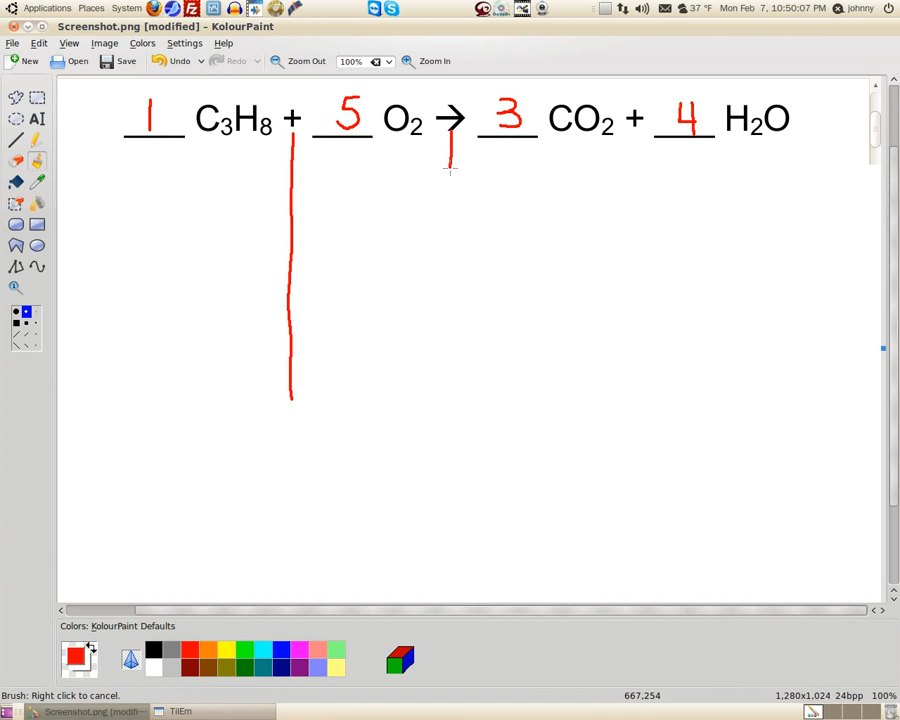 Applications Places System 37 °F Mon Feb 7, 10:50:07 PM johnny
Screenshot.png [modified] – KolourPaint
File Edit View Image Colors Settings Help
New Open Save Undo Redo Zoom Out 100% Zoom In
1 C₃H₈ + 5 O₂ → 3 CO₂ + 4 H₂O
Colors: KolourPaint Defaults
Brush: Right click to cancel. 667,254 1,280x1,024 24bpp 100%
Screenshot.png [modifi TilEm